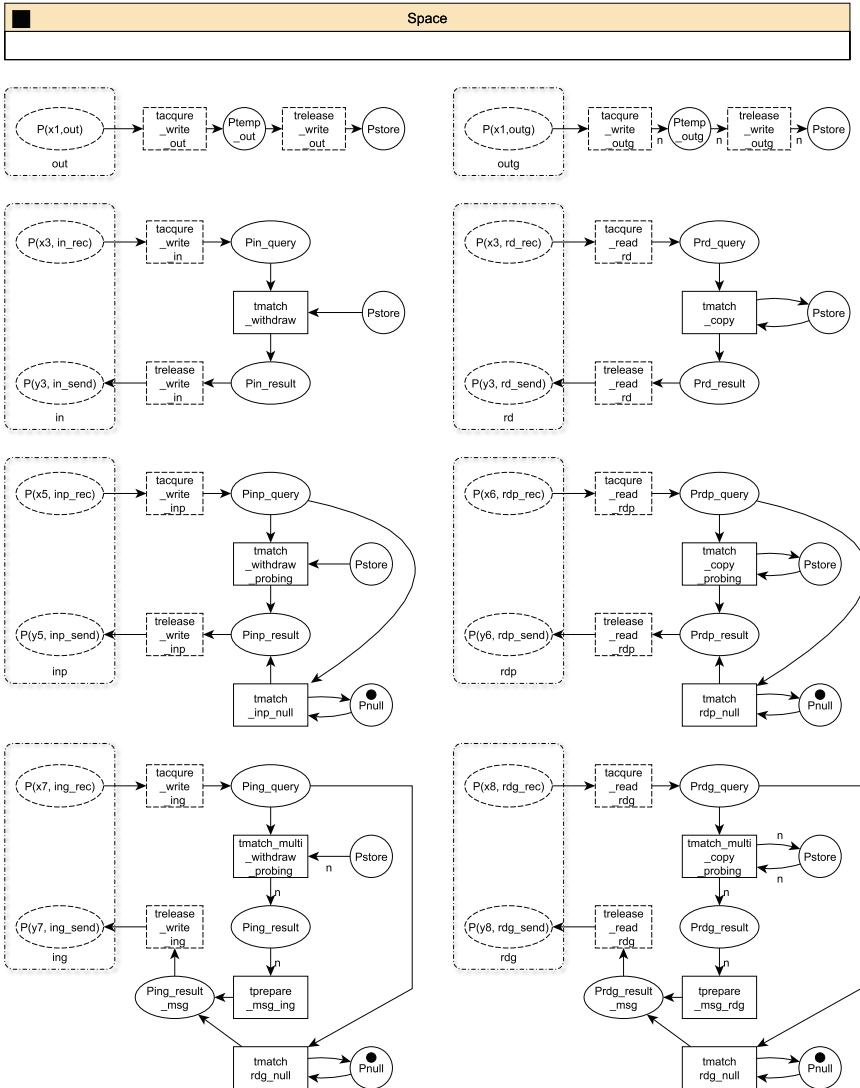 Space
P(x1,out)
tacqure
_write
_out
Ptemp
_out
trelease
_write
_out
Pstore
out
P(x1,outg)
tacqure
_write
_outg
n
Ptemp
_outg
n
trelease
_write
_outg
n
Pstore
outg
P(x3, in_rec)
tacqure
_write
_in
Pin_query
tmatch
_withdraw
Pstore
P(y3, in_send)
trelease
_write
_in
Pin_result
in
P(x3, rd_rec)
tacqure
_read
_rd
Prd_query
tmatch
_copy
Pstore
P(y3, rd_send)
trelease
_read
_rd
Prd_result
rd
P(x5, inp_rec)
tacqure
_write
_inp
Pinp_query
tmatch
_withdraw
_probing
Pstore
P(y5, inp_send)
trelease
_write
_inp
Pinp_result
inp
tmatch
_inp_null
Pnull
P(x6, rdp_rec)
tacqure
_read
_rdp
Prdp_query
tmatch
_copy
_probing
Pstore
P(y6, rdp_send)
trelease
_read
_rdp
Prdp_result
rdp
tmatch
rdp_null
Pnull
P(x7, ing_rec)
tacqure
_write
_ing
Ping_query
tmatch_multi
_withdraw
_probing
n
Pstore
n
P(y7, ing_send)
trelease
_write
_ing
Ping_result
ing
n
Ping_result
_msg
tprepare
_msg_ing
tmatch
rdg_null
Pnull
P(x8, rdg_rec)
tacqure
_read
_rdg
Prdg_query
tmatch_multi
_copy
_probing
n
n
Pstore
n
P(y8, rdg_send)
trelease
_read
_rdg
Prdg_result
rdg
n
Prdg_result
_msg
tprepare
_msg_rdg
tmatch
rdg_null
Pnull